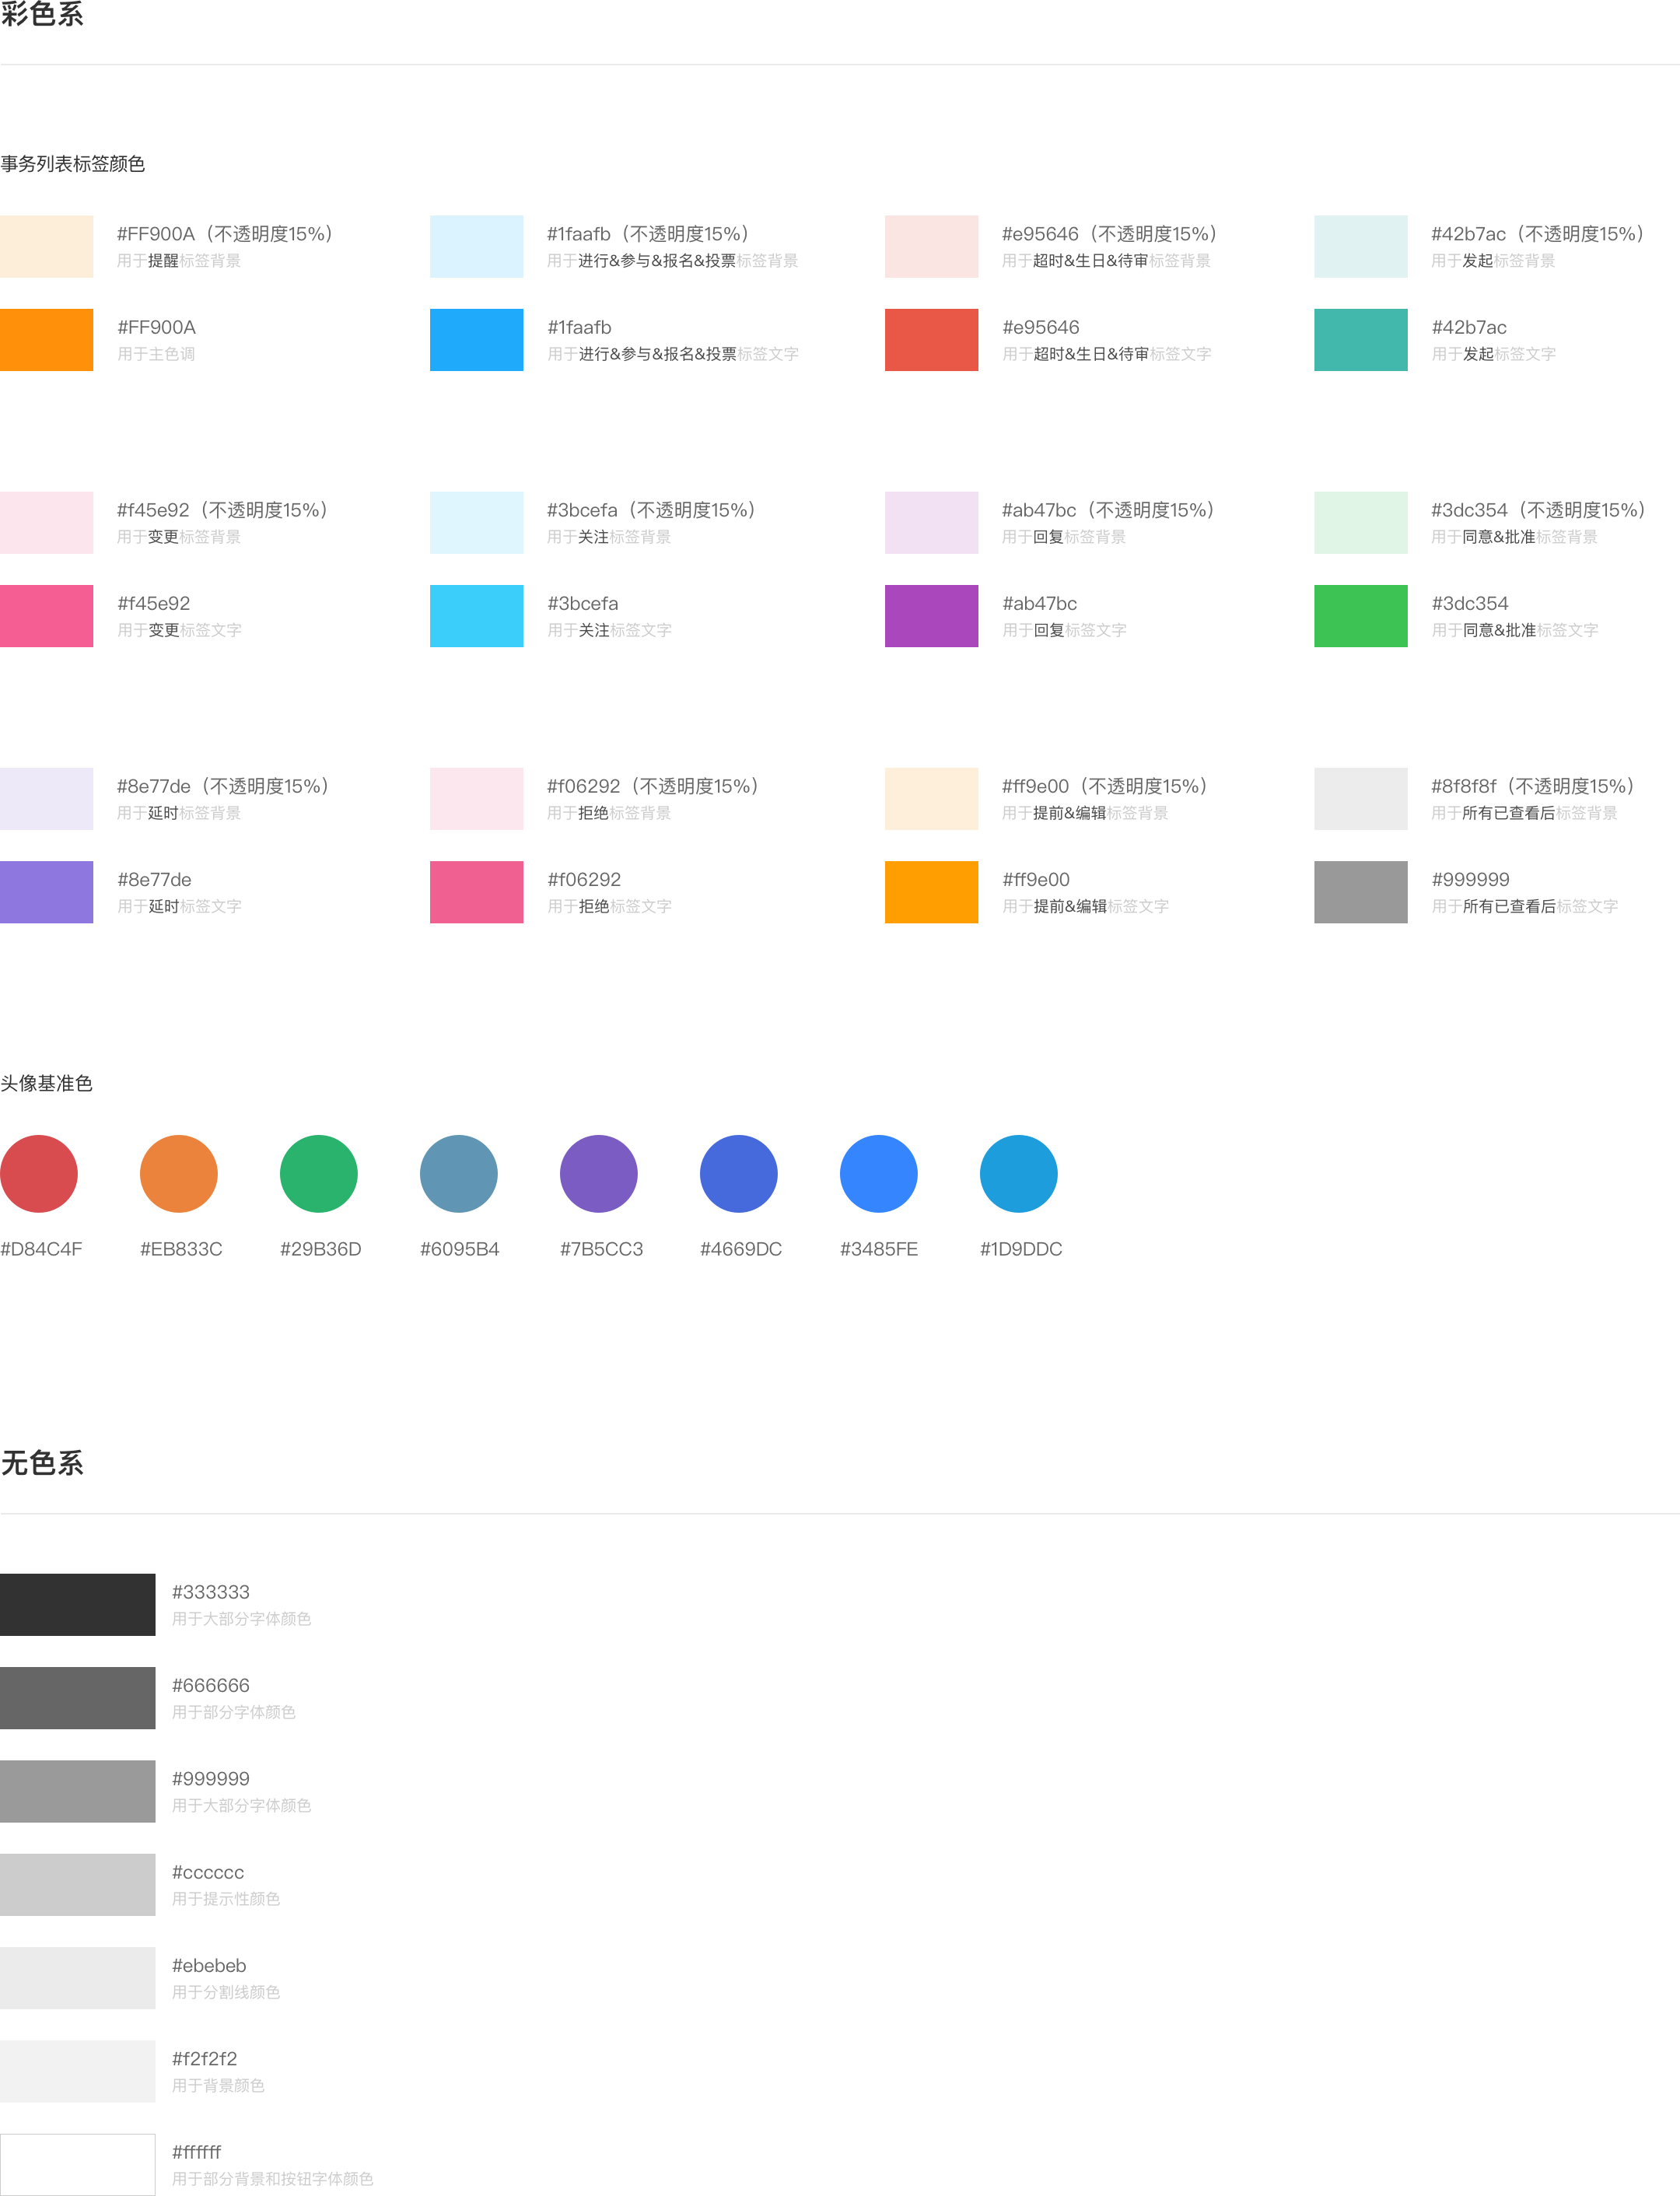 彩色系
事务列表标签颜色
#FF900A（不透明度15%）
用于提醒标签背景
#1faafb（不透明度15%）
用于进行&参与&报名&投票标签背景
#e95646（不透明度15%）
用于超时&生日&待审标签背景
#42b7ac（不透明度15%）
用于发起标签背景
#FF900A
用于主色调
#1faafb
用于进行&参与&报名&投票标签文字
#e95646
用于超时&生日&待审标签文字
#42b7ac
用于发起标签文字
#f45e92（不透明度15%）
用于变更标签背景
#3bcefa（不透明度15%）
用于关注标签背景
#ab47bc（不透明度15%）
用于回复标签背景
#3dc354（不透明度15%）
用于同意&批准标签背景
#f45e92
用于变更标签文字
#3bcefa
用于关注标签文字
#ab47bc
用于回复标签文字
#3dc354
用于同意&批准标签文字
#8e77de（不透明度15%）
用于延时标签背景
#f06292（不透明度15%）
用于拒绝标签背景
#ff9e00（不透明度15%）
用于提前&编辑标签背景
#8f8f8f（不透明度15%）
用于所有已查看后标签背景
#8e77de
用于延时标签文字
#f06292
用于拒绝标签文字
#ff9e00
用于提前&编辑标签文字
#999999
用于所有已查看后标签文字
头像基准色
#D84C4F
#EB833C
#29B36D
#6095B4
#7B5CC3
#4669DC
#3485FE
#1D9DDC
无色系
#333333
用于大部分字体颜色
#666666
用于部分字体颜色
#999999
用于大部分字体颜色
#cccccc
用于提示性颜色
#ebebeb
用于分割线颜色
#f2f2f2
用于背景颜色
#ffffff
用于部分背景和按钮字体颜色